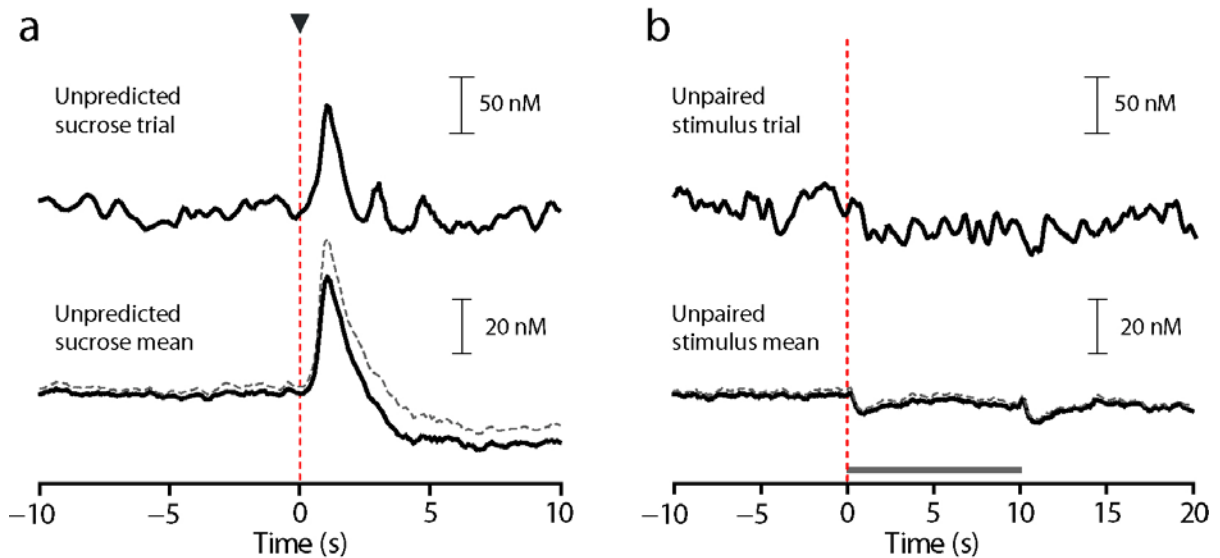 a
Unpredicted
sucrose trial
50 nM
Unpredicted
sucrose mean
20 nM
−10 −5 0 5 10
Time (s)
b
Unpaired
stimulus trial
50 nM
Unpaired
stimulus mean
20 nM
−10 −5 0 5 10 15 20
Time (s)